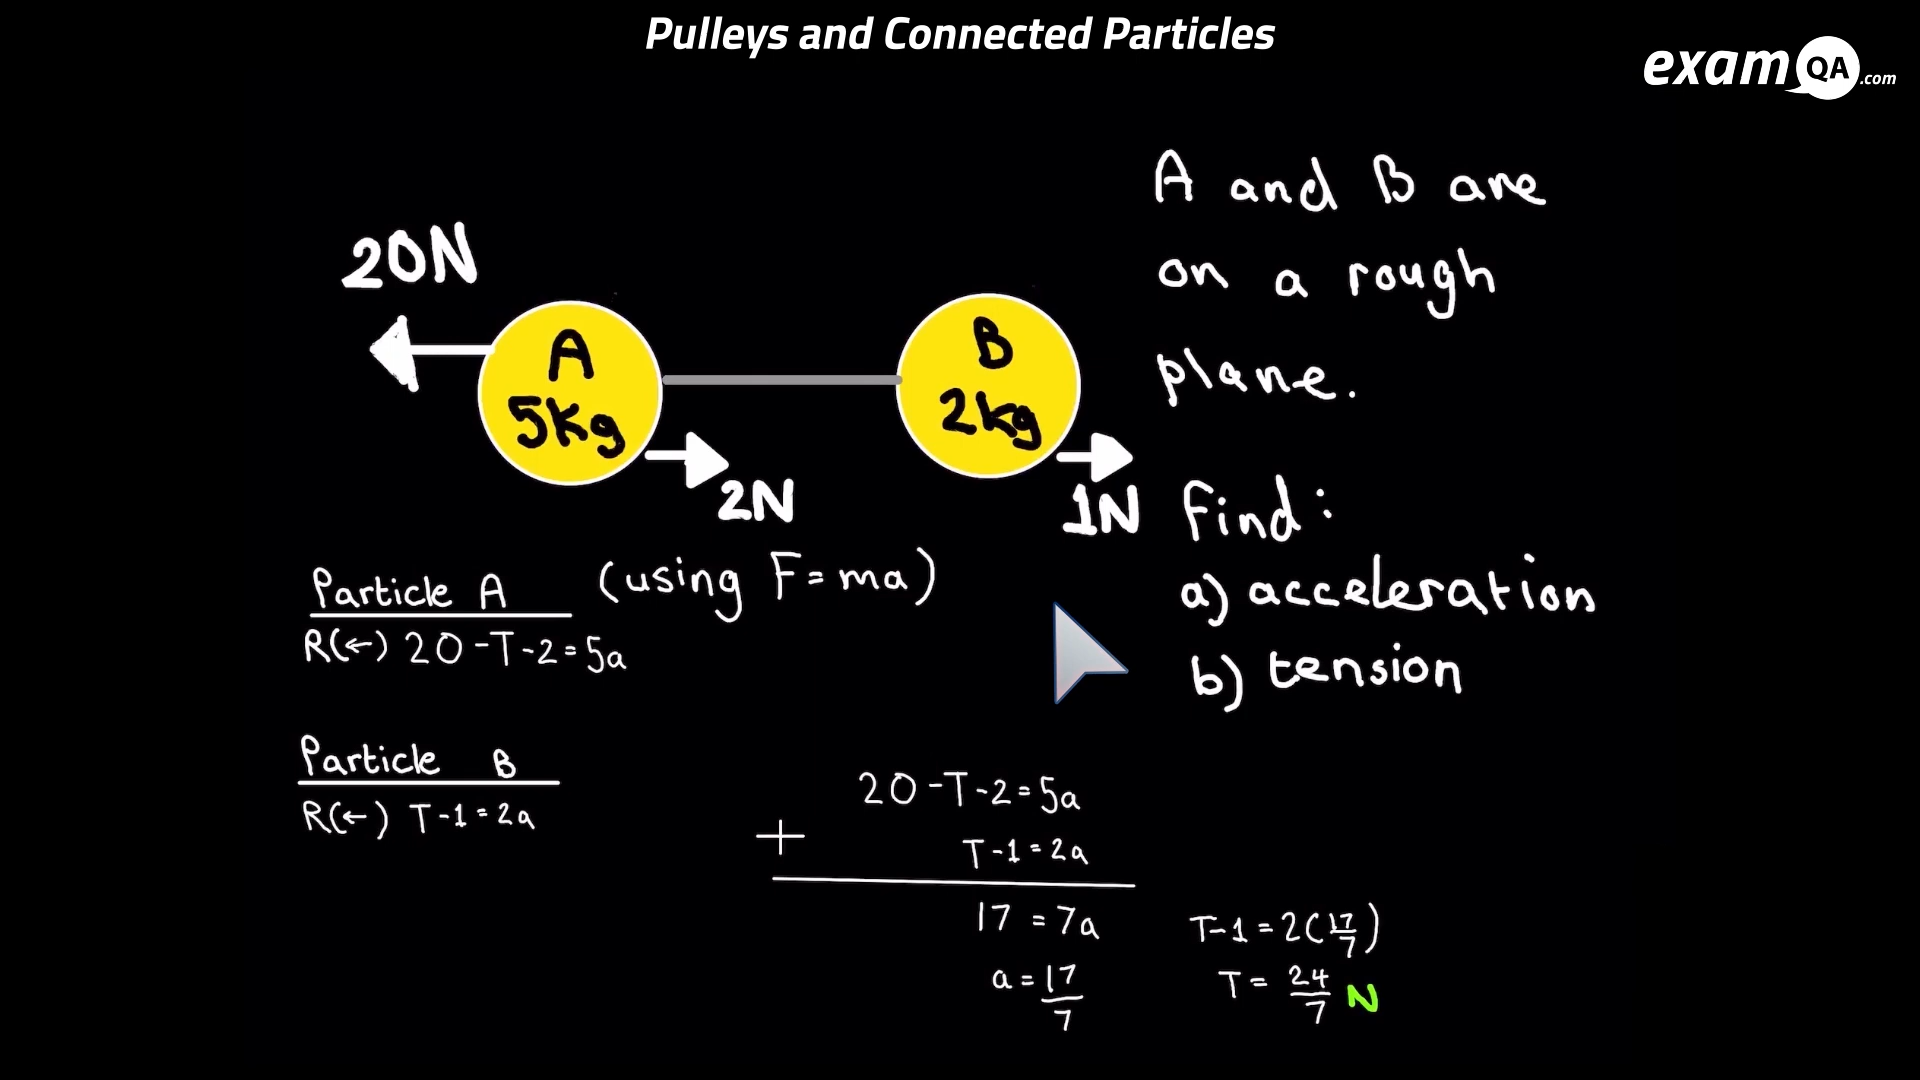 Pulleys and Connected Particles
examQA.com
A and B are
on a rough
plane.
20N
A
5Kg
B
2kg
2N
1N
Find:
a) acceleration
b) tension
Particle A (using F=ma)
R(←) 20-T-2=5a
Particle B
R(←) T-1=2a
20-T-2=5a
+
T-1=2a
17=7a
a=17/7
T-1=2(17/7)
T=24/7 N